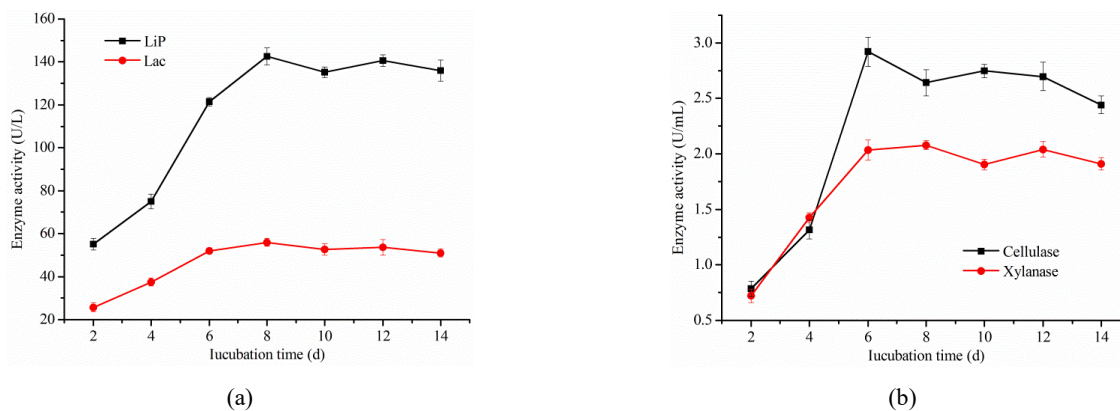 160
140
120
100
80
60
40
20
Enzyme activity (U/L)
LiP
Lac
2 4 6 8 10 12 14
Iucubation time (d)
(a)
3.0
2.5
2.0
1.5
1.0
0.5
Enzyme activity (U/mL)
Cellulase
Xylanase
2 4 6 8 10 12 14
Iucubation time (d)
(b)